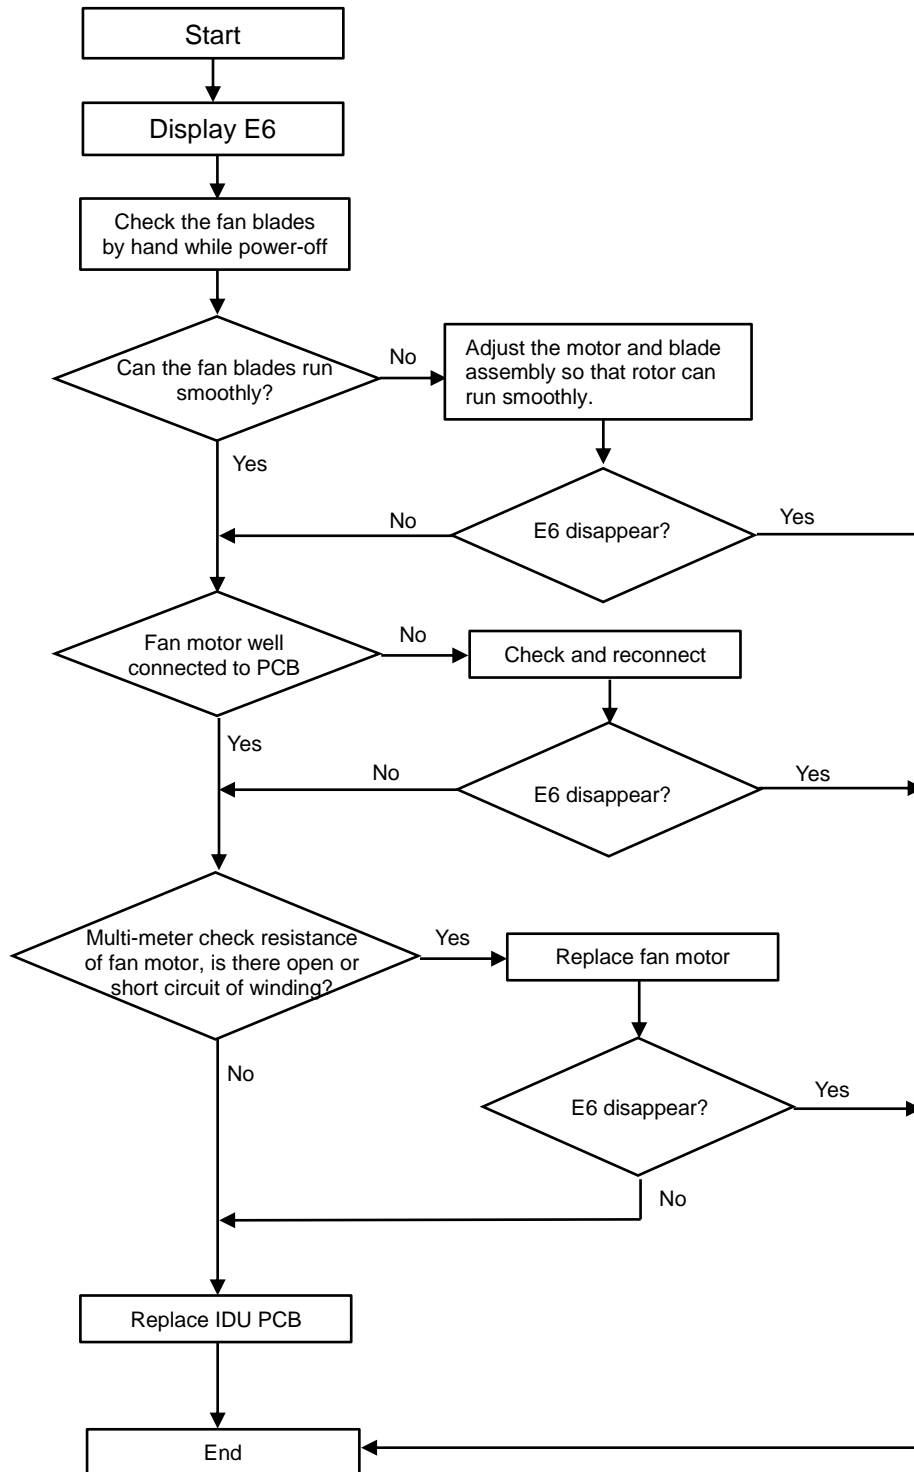 Start
Display E6
Check the fan blades
by hand while power-off
Can the fan blades run
smoothly?
No
Adjust the motor and blade
assembly so that rotor can
run smoothly.
Yes
No
E6 disappear?
Yes
Fan motor well
connected to PCB
No
Check and reconnect
Yes
No
E6 disappear?
Yes
Multi-meter check resistance
of fan motor, is there open or
short circuit of winding?
Yes
Replace fan motor
No
E6 disappear?
Yes
No
Replace IDU PCB
End